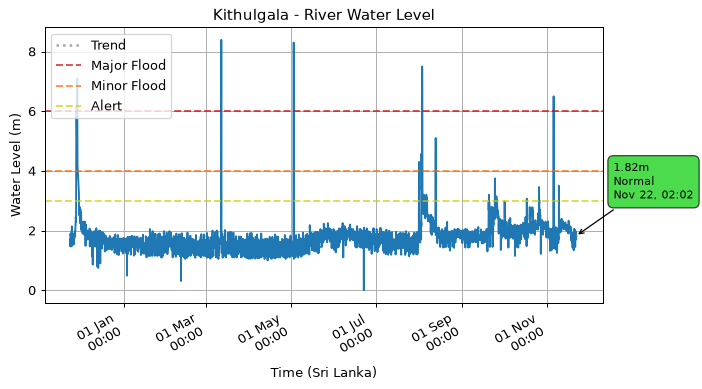 Kithulgala - River Water Level
Trend
Major Flood
Minor Flood
Alert
Water Level (m)
8
6
4
2
0
1.82m
Normal
Nov 22, 02:02
01 Jan
00:00
01 Mar
00:00
01 May
00:00
01 Jul
00:00
01 Sep
00:00
01 Nov
00:00
Time (Sri Lanka)